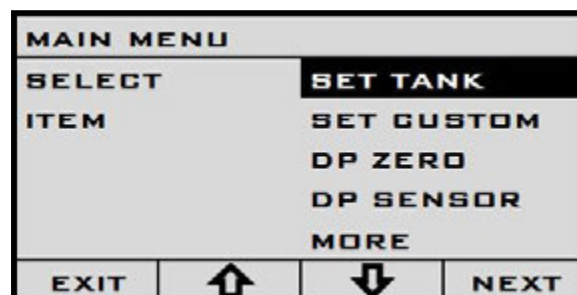 MAIN MENU
SELECT SET TANK
ITEM SET CUSTOM
DP ZERO
DP SENSOR
MORE
EXIT NEXT